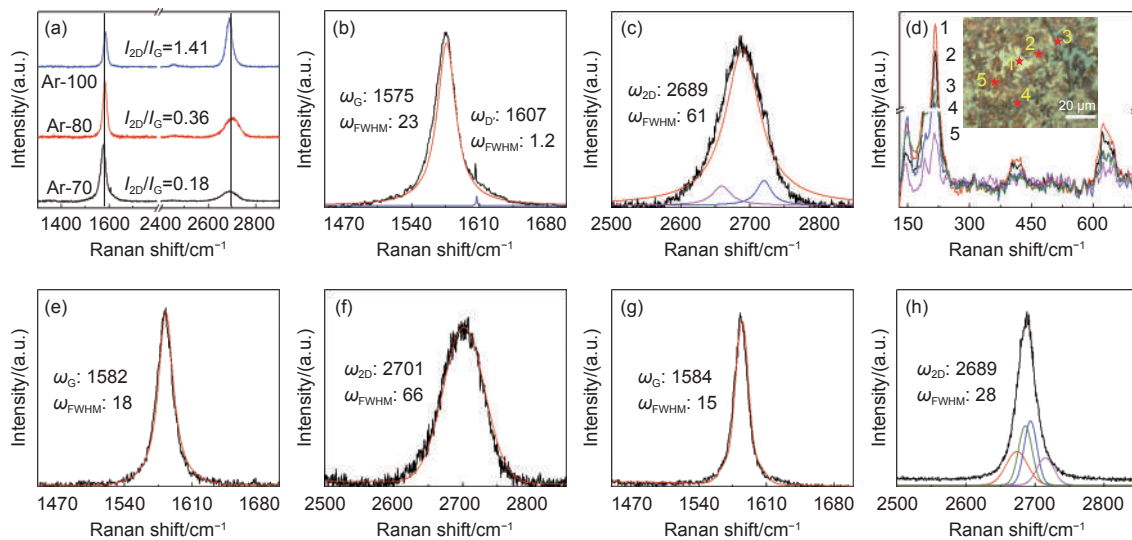 (a)
I2D/IG=1.41
Ar-100
I2D/IG=0.36
Ar-80
I2D/IG=0.18
Ar-70
1400 1600 2400 2600 2800
Intensity/(a.u.)
Ranan shift/cm−1
(b)
ωG: 1575
ωFWHM: 23
ωD': 1607
ωFWHM: 1.2
1470 1540 1610 1680
Intensity/(a.u.)
Ranan shift/cm−1
(c)
ω2D: 2689
ωFWHM: 61
2500 2600 2700 2800
Intensity/(a.u.)
Ranan shift/cm−1
(d)
1
2
3
4
5
1
2
3
4
5
20 μm
150 300 450 600
Intensity/(a.u.)
Ranan shift/cm−1
(e)
ωG: 1582
ωFWHM: 18
1470 1540 1610 1680
Intensity/(a.u.)
Ranan shift/cm−1
(f)
ω2D: 2701
ωFWHM: 66
2500 2600 2700 2800
Intensity/(a.u.)
Ranan shift/cm−1
(g)
ωG: 1584
ωFWHM: 15
1470 1540 1610 1680
Intensity/(a.u.)
Ranan shift/cm−1
(h)
ω2D: 2689
ωFWHM: 28
2500 2600 2700 2800
Intensity/(a.u.)
Ranan shift/cm−1